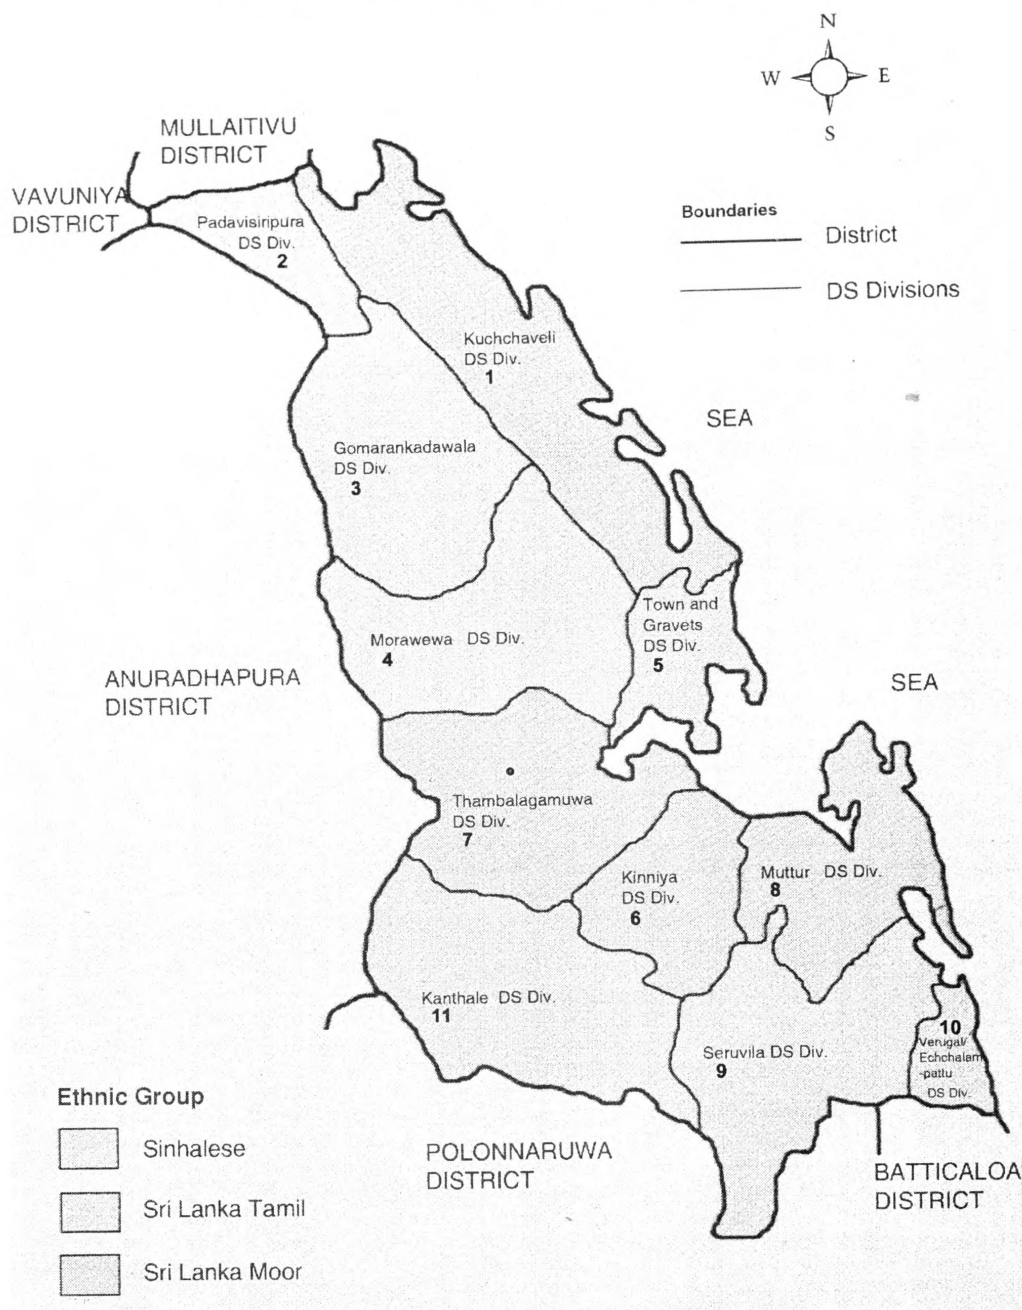 N
W E
S
MULLAITIVU
DISTRICT
VAVUNIYA
DISTRICT
Padavisiripura
DS Div.
2
Boundaries
District
DS Divisions
Kuchchaveli
DS Div.
1
SEA
Gomarankadawala
DS Div.
3
Town and
Gravets
DS Div.
5
Morawewa DS Div.
4
ANURADHAPURA
DISTRICT
SEA
Thambalagamuwa
DS Div.
7
Kinniya
DS Div.
6
Muttur DS Div.
8
Kanthale DS Div.
11
Seruvila DS Div.
9
10
Verugal/
Echchalam
-pattu
DS Div.
Ethnic Group
Sinhalese
Sri Lanka Tamil
Sri Lanka Moor
POLONNARUWA
DISTRICT
BATTICALOA
DISTRICT